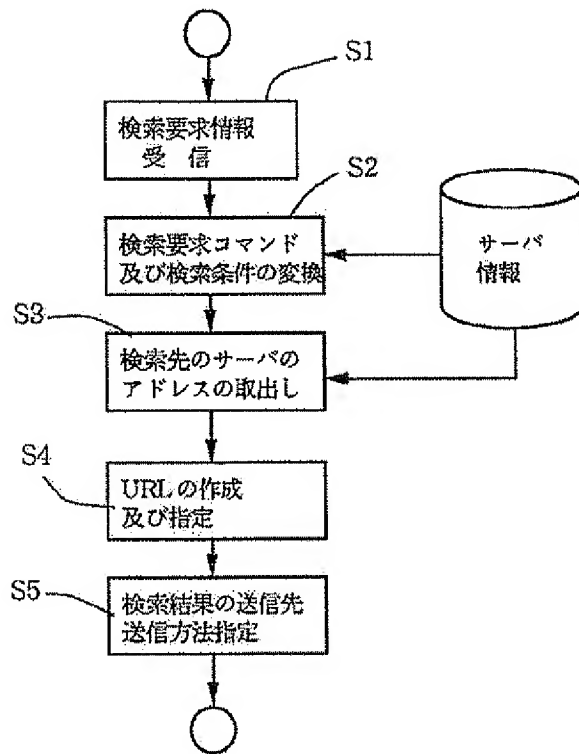 S1
検索要求情報
受 信
S2
検索要求コマンド
及び検索条件の変換
サーバ
情報
S3
検索先のサーバの
アドレスの取出し
S4
URLの作成
及び指定
S5
検索結果の送信先
送信方法指定